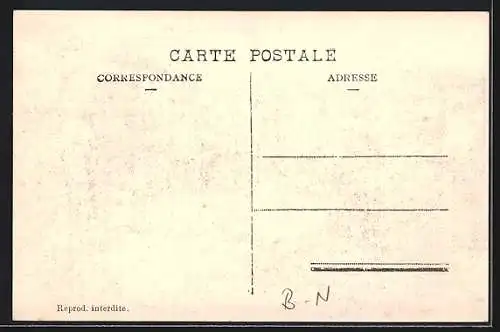 CARTE POSTALE
CORRESPONDANCE
ADRESSE
B-N
Reprod. interdite.